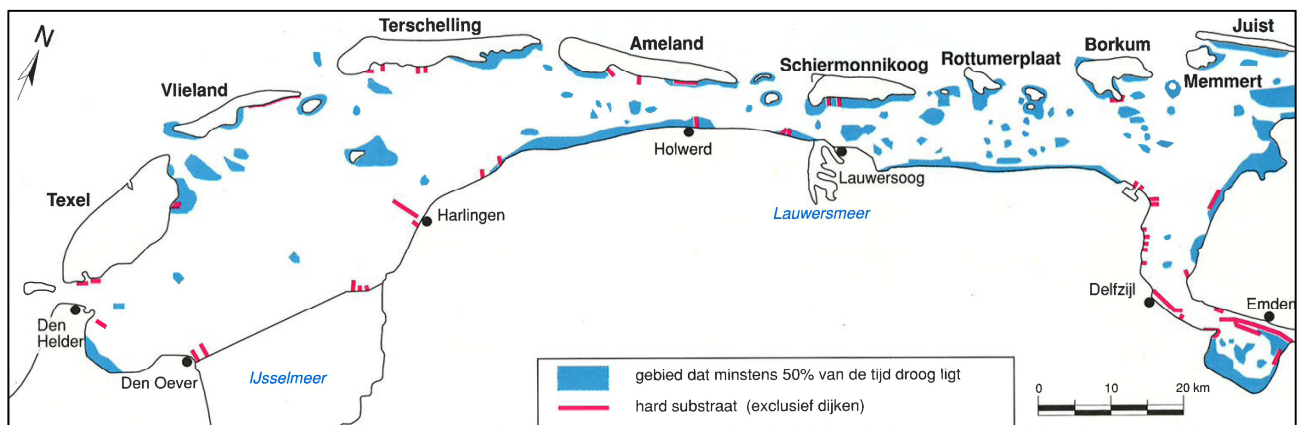 N
Terschelling
Ameland
Juist
Borkum
Rottumerplaat
Schiermonnikoog
Memmert
Vlieland
Texel
Holwerd
Lauwersoog
Lauwersmeer
Harlingen
Den
Helder
Den Oever
IJsselmeer
Delfzijl
Emden
gebied dat minstens 50% van de tijd droog ligt
hard substraat (exclusief dijken)
0 10 20 km